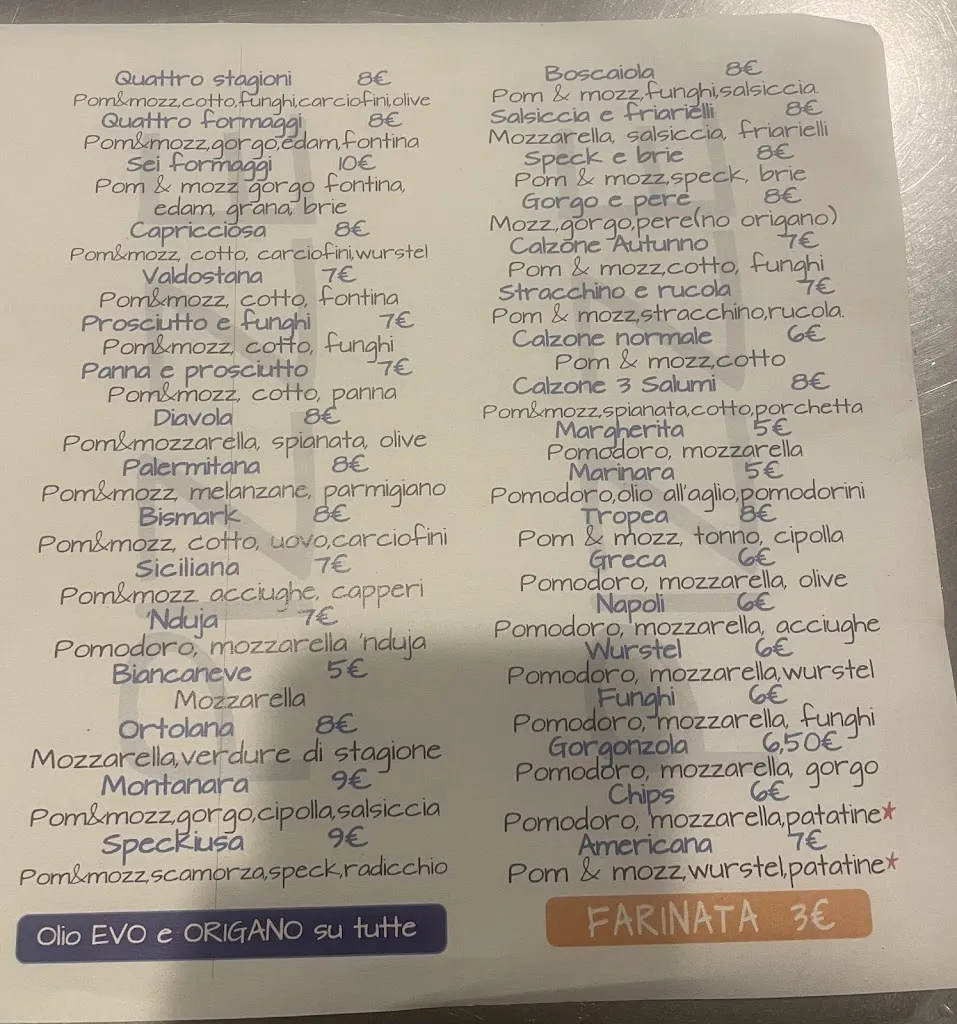 Quattro stagioni 8€
Pom&mozz,cotto,funghi,carciofini,olive
Quattro formaggi 8€
Pom&mozz,gorgo,edam,fontina
Sei formaggi 10€
Pom & mozz gorgo fontina,
edam, grana, brie
Capricciosa 8€
Pom&mozz, cotto, carciofini,wurstel
Valdostana 7€
Pom&mozz, cotto, fontina
Prosciutto e funghi 7€
Pom&mozz, cotto, funghi
Panna e prosciutto 7€
Pom&mozz, cotto, panna
Diavola 8€
Pom&mozzarella, spianata, olive
Palermitana 8€
Pom&mozz, melanzane, parmigiano
Bismark 8€
Pom&mozz, cotto, uovo,carciofini
Siciliana 7€
Pom&mozz acciughe, capperi
'Nduja 7€
Pomodoro, mozzarella 'nduja
Biancaneve 5€
Mozzarella
Ortolana 8€
Mozzarella,verdure di stagione
Montanara 9€
Pom&mozz,gorgo,cipolla,salsiccia
Speckiusa 9€
Pom&mozz,scamorza,speck,radicchio
Olio EVO e ORIGANO su tutte
Boscaiola 8€
Pom & mozz,funghi,salsiccia
Salsiccia e friarielli 8€
Mozzarella, salsiccia, friarielli
Speck e brie 8€
Pom & mozz,speck, brie
Gorgo e pere 8€
Mozz,gorgo,pere(no origano)
Calzone Autunno 7€
Pom & mozz,cotto, funghi
Stracchino e rucola 7€
Pom & mozz,stracchino,rucola.
Calzone normale 6€
Pom & mozz,cotto
Calzone 3 Salumi 8€
Pom&mozz,spianata,cotto,porchetta
Margherita 5€
Pomodoro, mozzarella
Marinara 5€
Pomodoro,olio all'aglio,pomodorini
Tropea 8€
Pom & mozz, tonno, cipolla
Greca 6€
Pomodoro, mozzarella, olive
Napoli 6€
Pomodoro, mozzarella, acciughe
Wurstel 6€
Pomodoro, mozzarella,wurstel
Funghi 6€
Pomodoro, mozzarella, funghi
Gorgonzola 6,50€
Pomodoro, mozzarella, gorgo
Chips 6€
Pomodoro, mozzarella,patatine*
Americana 7€
Pom & mozz,wurstel,patatine*
FARINATA 3€